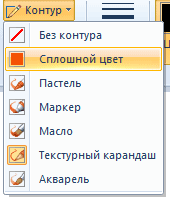 Контур
Без контура
Сплошной цвет
Пастель
Маркер
Масло
Текстурный карандаш
Акварель